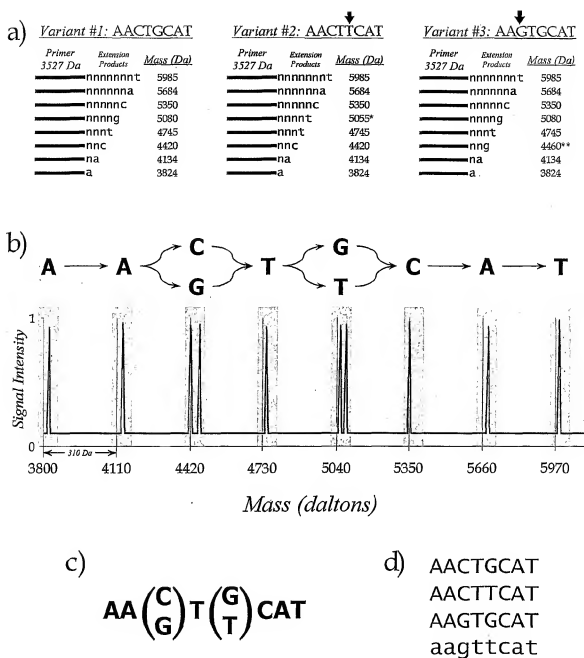 a)
Variant #1: AACTGCAT
Primer 3527 Da
Extension Products
Mass (Da)
nnnnnnnt 5985
nnnnnna 5684
nnnnnc 5350
nnnng 5080
nnnt 4745
nnc 4420
na 4134
a 3824
Variant #2: AACTTCAT
Primer 3527 Da
Extension Products
Mass (Da)
nnnnnnnt 5985
nnnnnna 5684
nnnnnc 5350
nnnnt 5055*
nnnt 4745
nnc 4420
na 4134
a 3824
Variant #3: AAGTGCAT
Primer 3527 Da
Extension Products
Mass (Da)
nnnnnnnt 5985
nnnnnna 5684
nnnnnc 5350
nnnng 5080
nnnt 4745
nng 4460**
na 4134
a 3824
b)
A A C G T G T C A T
Signal Intensity
1
0
310 Da
3800 4110 4420 4730 5040 5350 5660 5970
Mass (daltons)
c)
AA(C G)T(G T)CAT
d)
AACTGCAT
AACTTCAT
AAGTGCAT
aagttcat